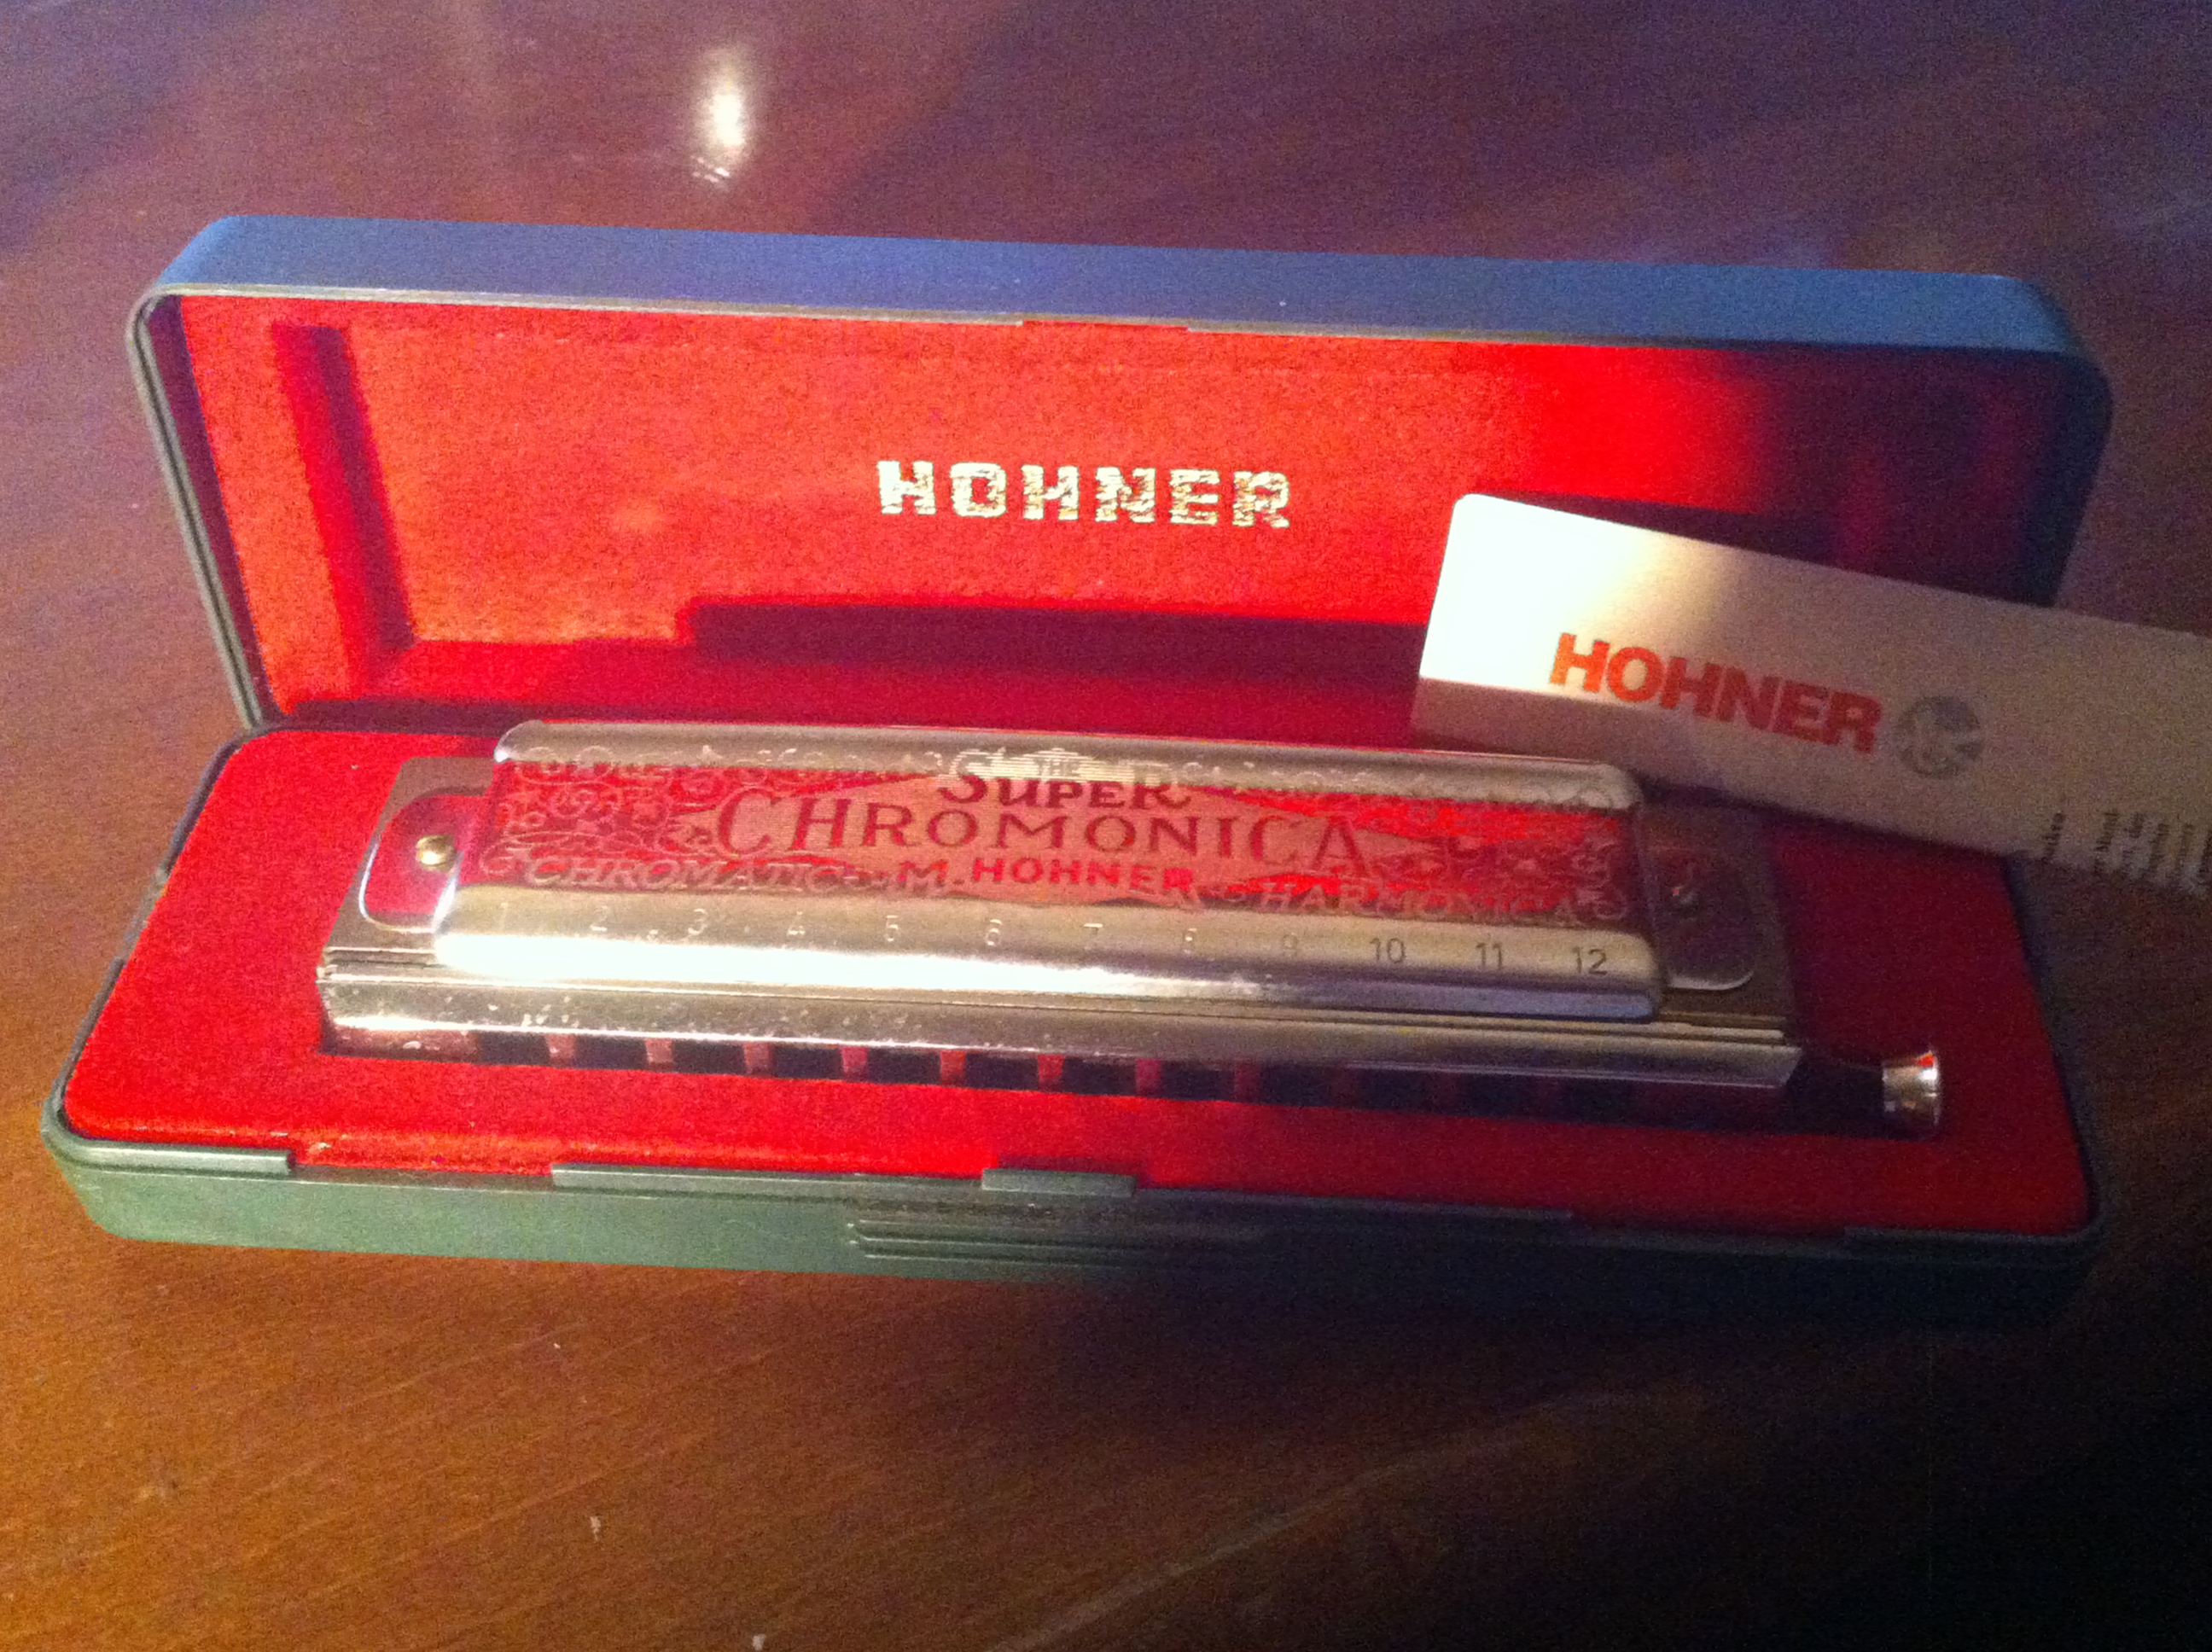 HOHNER
HOHNER
THE
SUPER
CHROMONICA
CHROMATIC M. HOHNER HARMONICA
1 2 3 4 5 6 7 8 9 10 11 12